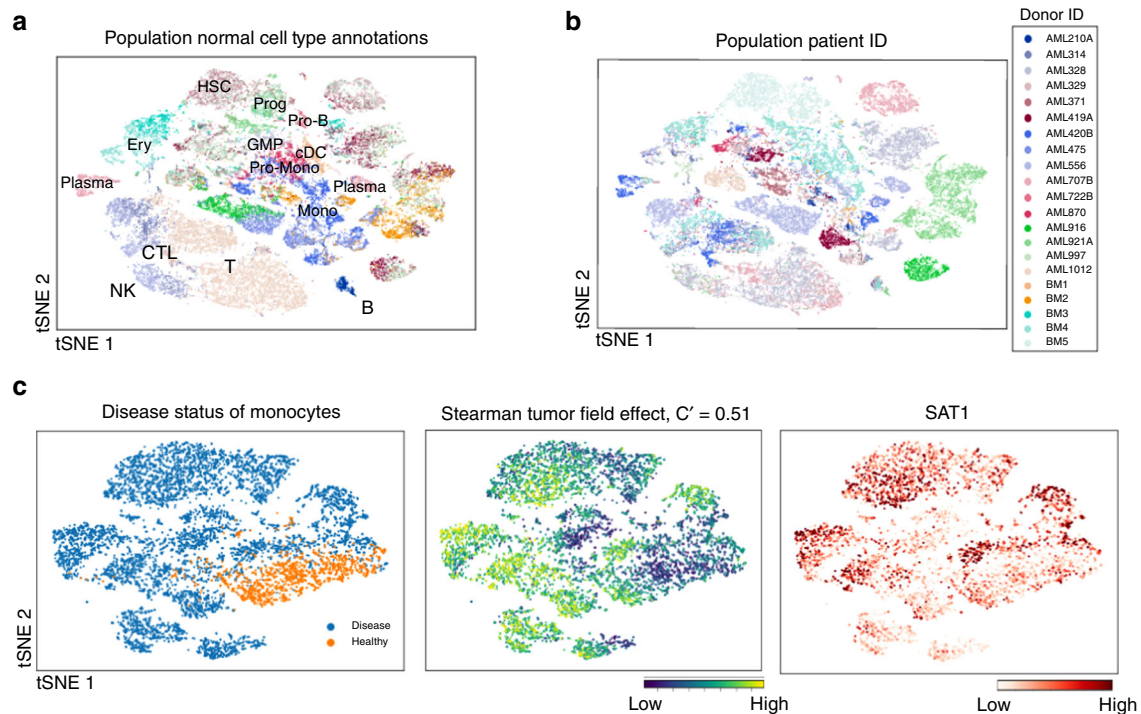 a
Population normal cell type annotations
HSC
Prog
Pro-B
Ery
GMP
cDC
Pro-Mono
Plasma
Plasma
Mono
CTL
T
NK
B
tSNE 2
tSNE 1
b
Population patient ID
tSNE 2
tSNE 1
Donor ID
AML210A
AML314
AML328
AML329
AML371
AML419A
AML420B
AML475
AML556
AML707B
AML722B
AML870
AML916
AML921A
AML997
AML1012
BM1
BM2
BM3
BM4
BM5
c
Disease status of monocytes
Disease
Healthy
tSNE 2
tSNE 1
Stearman tumor field effect, C′ = 0.51
Low High
SAT1
Low High